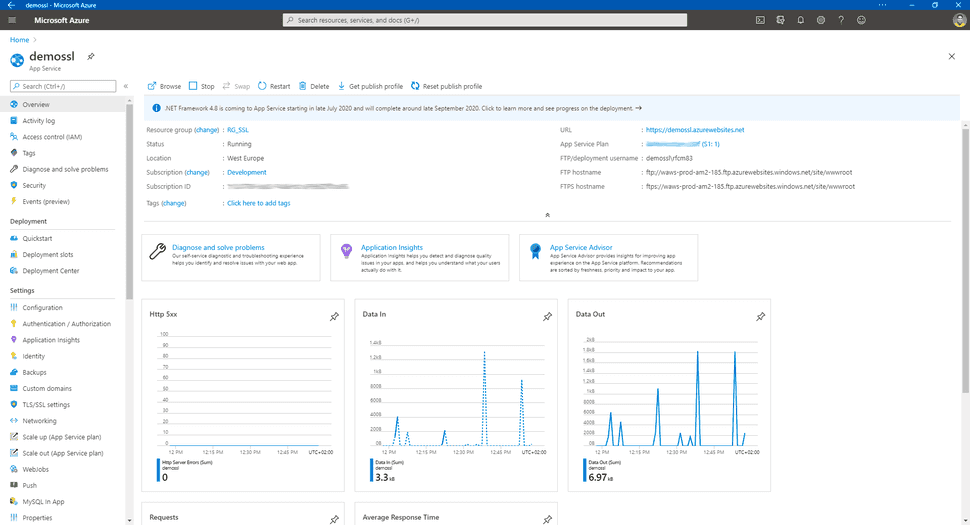 demossl - Microsoft Azure
Microsoft Azure
Search resources, services, and docs (G+/)
Home
demossl
App Service
Search (Ctrl+/)
Browse Stop Swap Restart Delete Get publish profile Reset publish profile
.NET Framework 4.8 is coming to App Service starting in late July 2020 and will complete around late September 2020. Click to learn more and see progress on the deployment.
Overview
Activity log
Access control (IAM)
Tags
Diagnose and solve problems
Security
Events (preview)
Deployment
Quickstart
Deployment slots
Deployment Center
Settings
Configuration
Authentication / Authorization
Application Insights
Identity
Backups
Custom domains
TLS/SSL settings
Networking
Scale up (App Service plan)
Scale out (App Service plan)
WebJobs
Push
MySQL In App
Properties
Resource group (change) : RG_SSL
Status : Running
Location : West Europe
Subscription (change) : Development
Subscription ID :
Tags (change) : Click here to add tags
URL : https://demossl.azurewebsites.net
App Service Plan : (S1: 1)
FTP/deployment username : demossl\rfcm83
FTP hostname : ftp://waws-prod-am2-185.ftp.azurewebsites.windows.net/site/wwwroot
FTPS hostname : ftps://waws-prod-am2-185.ftp.azurewebsites.windows.net/site/wwwroot
Diagnose and solve problems
Our self-service diagnostic and troubleshooting experience
helps you identify and resolve issues with your web app.
Application Insights
Application Insights helps you detect and diagnose quality
issues in your apps, and helps you understand what your users
actually do with it.
App Service Advisor
App Service Advisor provides insights for improving app
experience on the App Service platform. Recommendations
are sorted by freshness, priority and impact to your app.
Http 5xx
100
90
80
70
60
50
40
30
20
10
0
12 PM 12:15 PM 12:30 PM 12:45 PM UTC+02:00
Http Server Errors (Sum)
demossl
0
Data In
1.4kB
1.2kB
1kB
800B
600B
400B
200B
0B
12 PM 12:15 PM 12:30 PM 12:45 PM UTC+02:00
Data In (Sum)
demossl
3.3 kB
Data Out
2kB
1.8kB
1.6kB
1.4kB
1.2kB
1kB
800B
600B
400B
200B
0B
12 PM 12:15 PM 12:30 PM 12:45 PM UTC+02:00
Data Out (Sum)
demossl
6.97 kB
Requests
Average Response Time